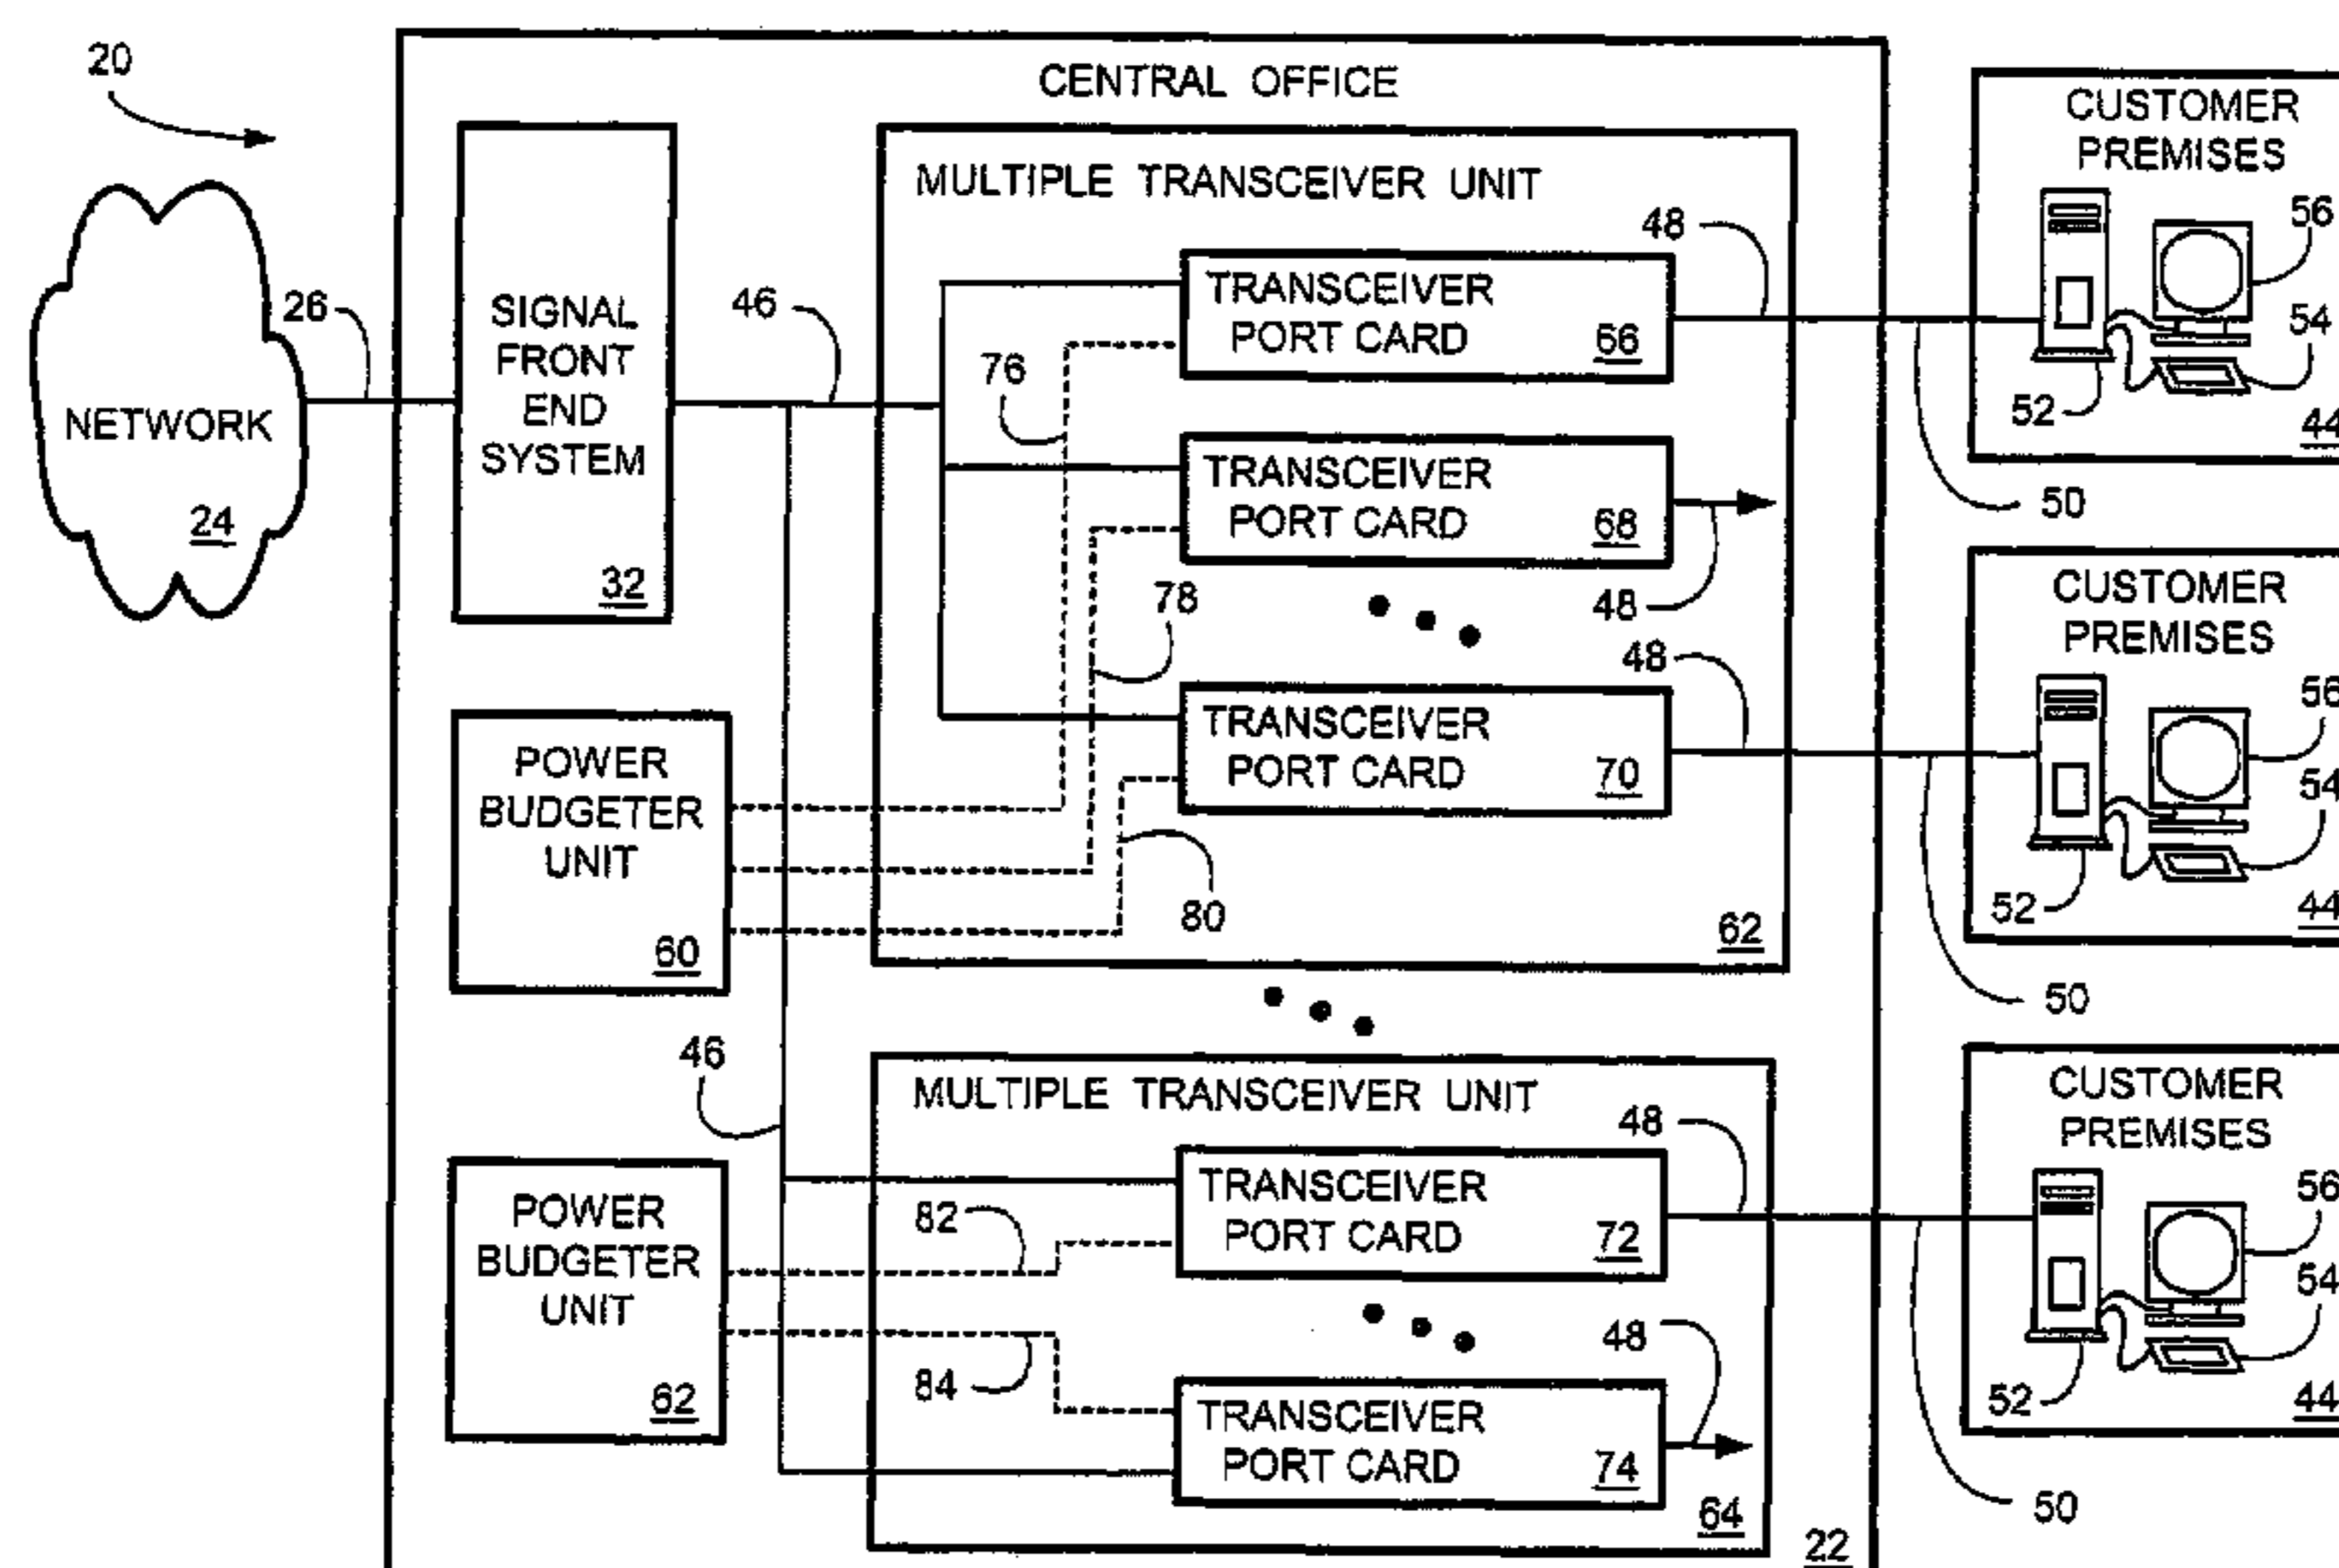 20
CENTRAL OFFICE
NETWORK
24
26
SIGNAL
FRONT
END
SYSTEM
32
46
MULTIPLE TRANSCEIVER UNIT
TRANSCEIVER
PORT CARD
66
48
76
TRANSCEIVER
PORT CARD
68
48
78
TRANSCEIVER
PORT CARD
70
48
80
62
POWER
BUDGETER
UNIT
60
46
MULTIPLE TRANSCEIVER UNIT
TRANSCEIVER
PORT CARD
72
48
82
84
TRANSCEIVER
PORT CARD
74
48
64
POWER
BUDGETER
UNIT
62
22
CUSTOMER
PREMISES
56
54
52
44
50
CUSTOMER
PREMISES
56
54
52
44
50
CUSTOMER
PREMISES
56
54
52
44
50